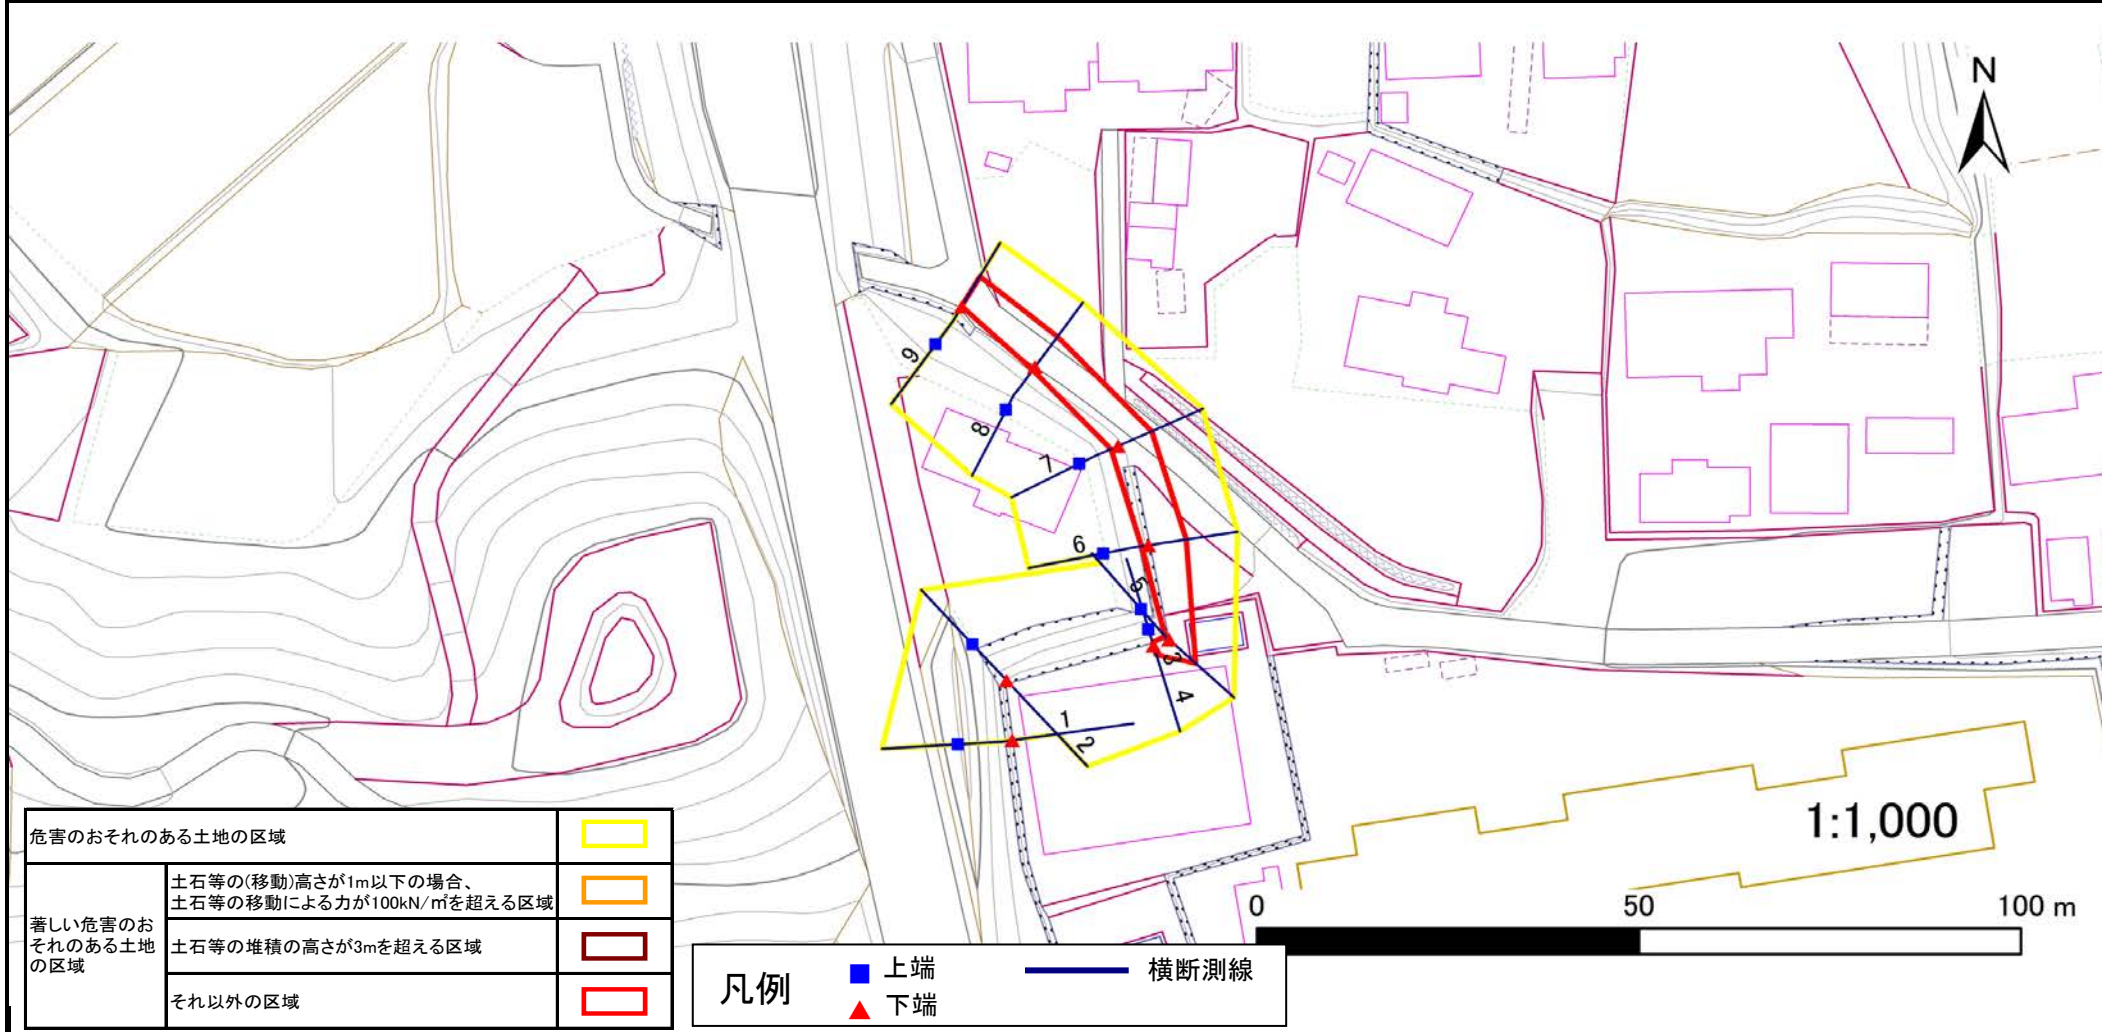 N
9
8
7
6
5
3
4
1
2
1:1,000
0 50 100 m
危害のおそれのある土地の区域
著しい危害のお
それのある土地
の区域
土石等の(移動)高さが1m以下の場合、
土石等の移動による力が100kN/㎡を超える区域
土石等の堆積の高さが3mを超える区域
それ以外の区域
凡例
上端
下端
横断測線